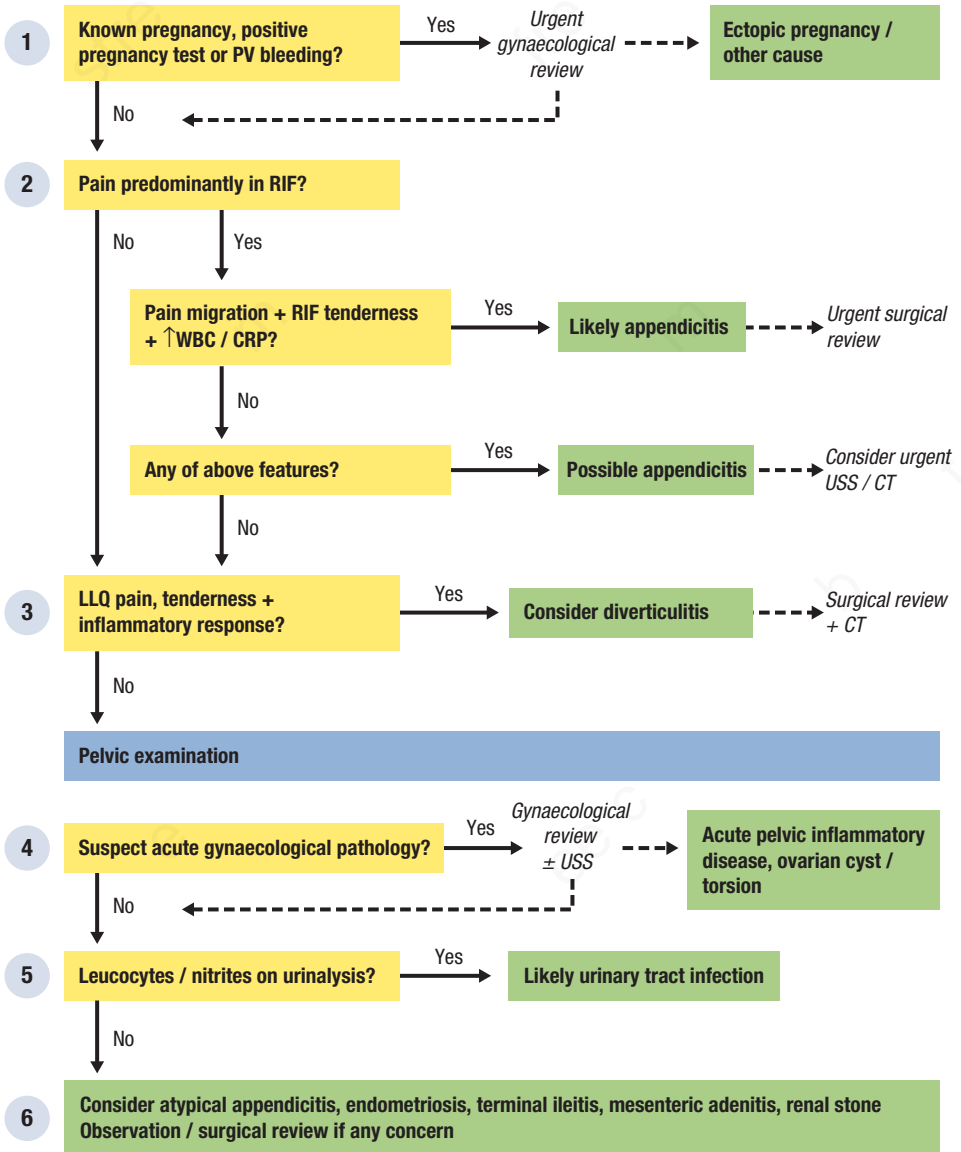 1
Known pregnancy, positive
pregnancy test or PV bleeding?
Yes
Urgent
gynaecological
review
Ectopic pregnancy /
other cause
No
2
Pain predominantly in RIF?
No
Yes
Pain migration + RIF tenderness
+ ↑WBC / CRP?
Yes
Likely appendicitis
Urgent surgical
review
No
Any of above features?
Yes
Possible appendicitis
Consider urgent
USS / CT
No
3
LLQ pain, tenderness +
inflammatory response?
Yes
Consider diverticulitis
Surgical review
+ CT
No
Pelvic examination
4
Suspect acute gynaecological pathology?
Yes
Gynaecological
review
± USS
Acute pelvic inflammatory
disease, ovarian cyst /
torsion
No
5
Leucocytes / nitrites on urinalysis?
Yes
Likely urinary tract infection
No
6
Consider atypical appendicitis, endometriosis, terminal ileitis, mesenteric adenitis, renal stone
Observation / surgical review if any concern